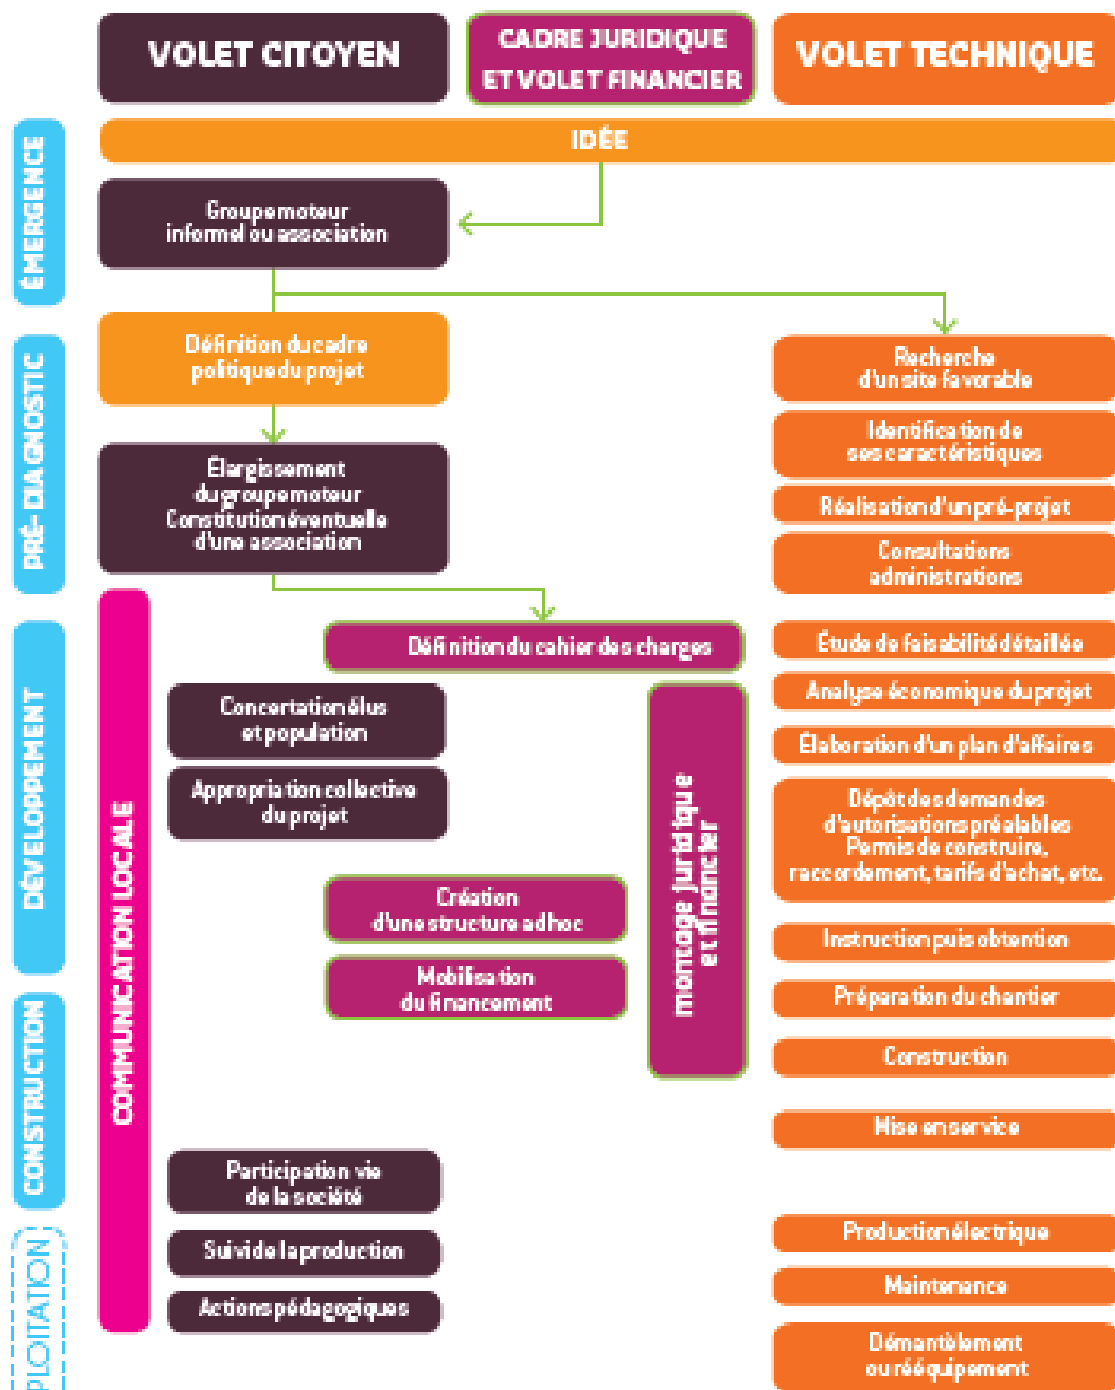 VOLET CITOYEN
CADRE JURIDIQUE
ET VOLET FINANCIER
VOLET TECHNIQUE
ÉMERGENCE
IDÉE
Groupe moteur
informel ou association
PRÉ-DIAGNOSTIC
Définition du cadre
politique du projet
Recherche
d'un site favorable
Identification de
ses caractéristiques
Élargissement
du groupe moteur
Constitution éventuelle
d'une association
Réalisation d'un pré-projet
Consultations
administrations
COMMUNICATION LOCALE
DÉVELOPPEMENT
Définition du cahier des charges
Étude de faisabilité détaillée
Concertation élus
et population
montage juridique
et financier
Analyse économique du projet
Élaboration d'un plan d'affaires
Appropriation collective
du projet
Dépôt des demandes
d'autorisations préalables
Permis de construire,
raccordement, tarifs d'achat, etc.
Création
d'une structure adhoc
Instruction puis obtention
Mobilisation
du financement
Préparation du chantier
CONSTRUCTION
Construction
Mise en service
Participation vie
de la société
PLOITATION
Production électrique
Suivi de la production
Maintenance
Actions pédagogiques
Démantèlement
ou rééquipement